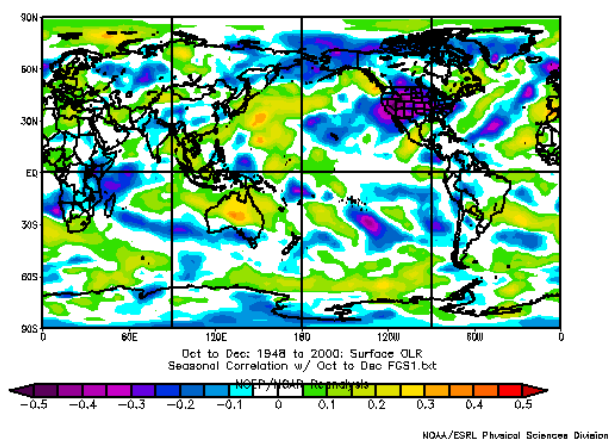 90N
60N
30N
EQ
30S
60S
90S
0 60E 120E 180 120W 60W 0
Oct to Dec: 1948 to 2000: Surface OLR
Seasonal Correlation w/ Oct to Dec FGS1.txt
NCEP/NCAR Reanalysis
-0.5 -0.4 -0.3 -0.2 -0.1 0 0.1 0.2 0.3 0.4 0.5
NOAA/ESRL Physical Sciences Division